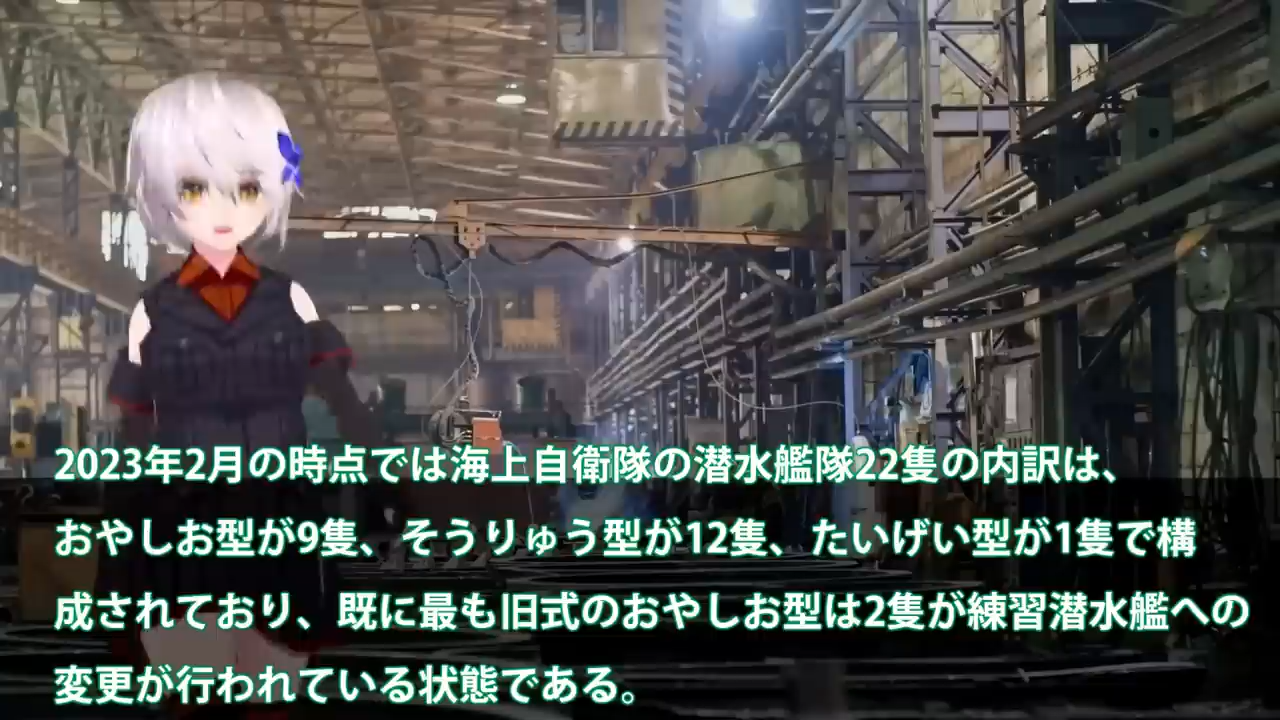 2023年2月の時点では海上自衛隊の潜水艦隊22隻の内訳は、
おやしお型が9隻、そうりゅう型が12隻、たいげい型が1隻で構
成されており、既に最も旧式のおやしお型は2隻が練習潜水艦への
変更が行われている状態である。